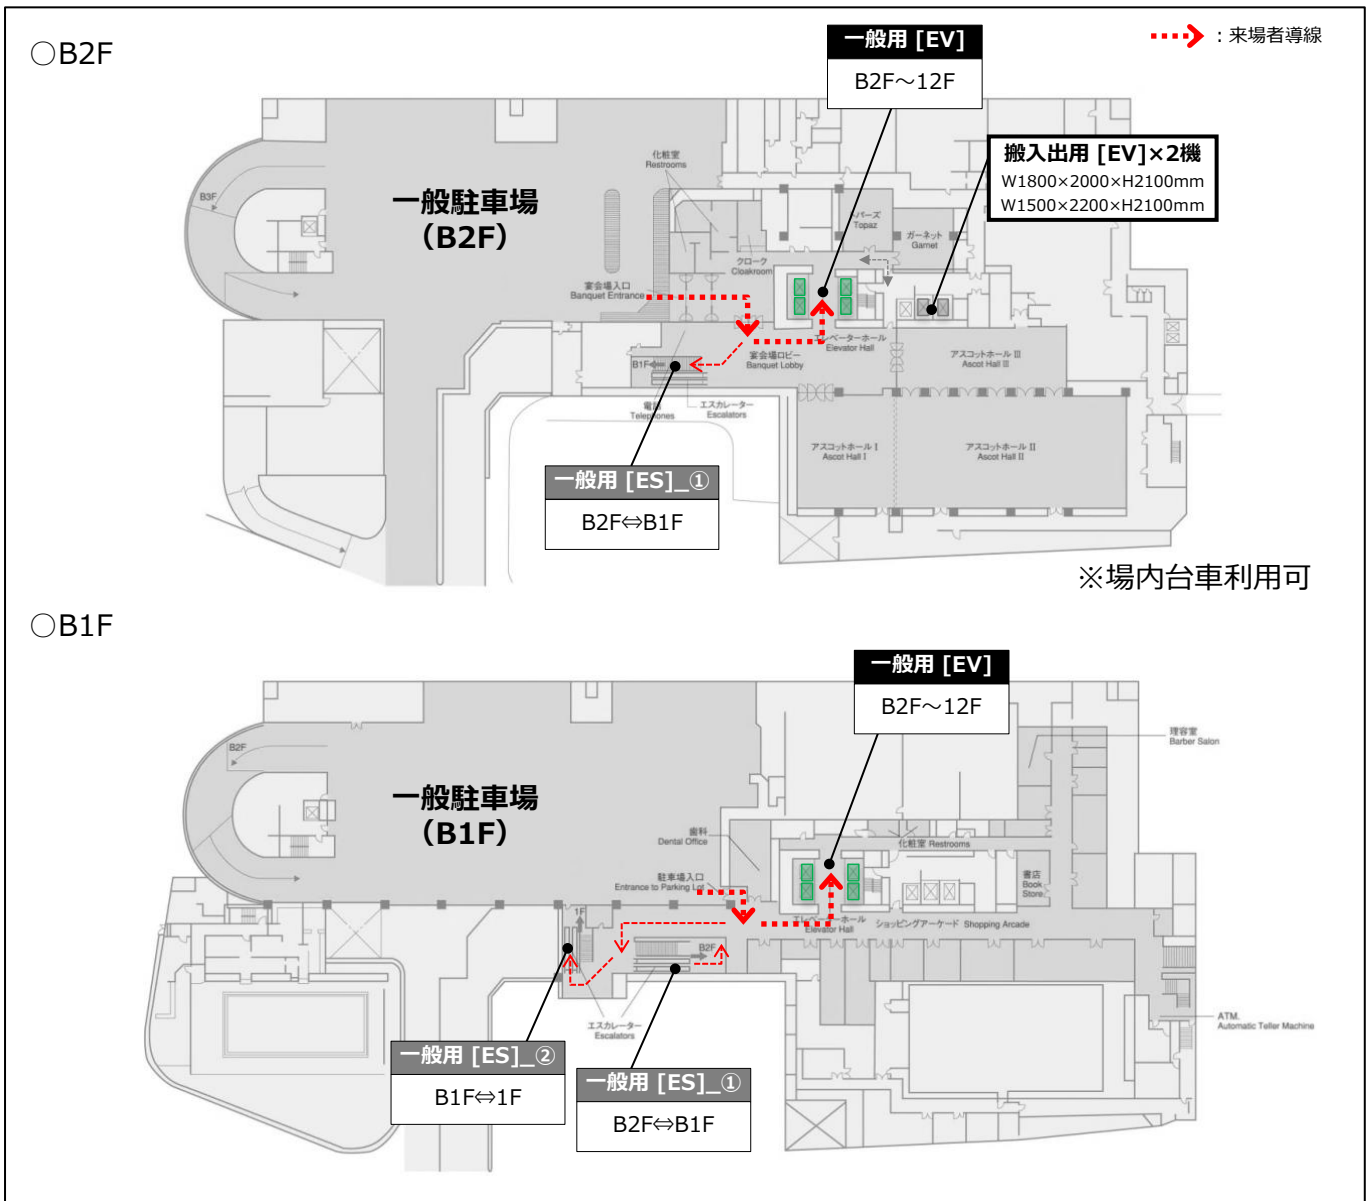 ○B2F
一般用 [EV]
B2F～12F
：来場者導線
搬入出用 [EV]×2機
W1800×2000×H2100mm
W1500×2200×H2100mm
化粧室
Restrooms
B3F
一般駐車場
（B2F）
トパーズ
Topaz
ガーネット
Garnet
クローク
Cloakroom
宴会場入口
Banquet Entrance
エレベーターホール
Elevator Hall
宴会場ロビー
Banquet Lobby
アスコットホール III
Ascot Hall III
B1F
電話
Telephones
エスカレーター
Escalators
アスコットホール I
Ascot Hall I
アスコットホール II
Ascot Hall II
一般用 [ES]_①
B2F⇔B1F
※場内台車利用可
○B1F
一般用 [EV]
B2F～12F
理容室
Barber Salon
B2F
一般駐車場
（B1F）
歯科
Dental Office
化粧室 Restrooms
駐車場入口
Entrance to Parking Lot
書店
Book
Store
1F
エレベーターホール
Elevator Hall
ショッピングアーケード Shopping Arcade
B2F
エスカレーター
Escalators
ATM.
Automatic Teller Machine
一般用 [ES]_②
B1F⇔1F
一般用 [ES]_①
B2F⇔B1F